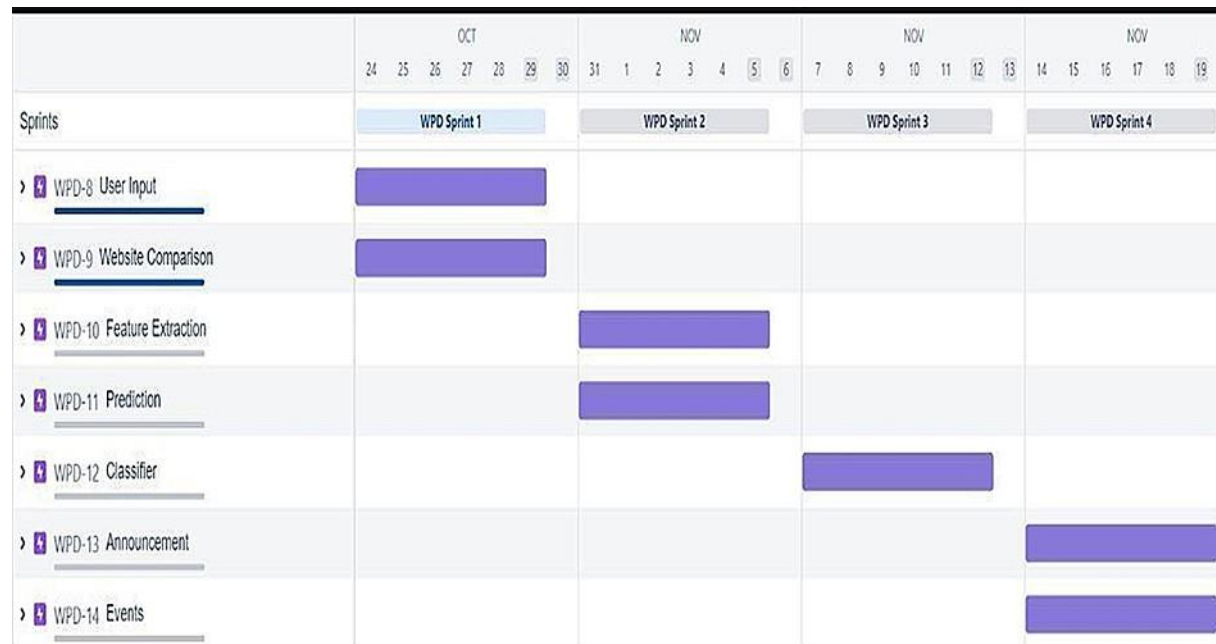 OCT NOV NOV NOV
24 25 26 27 28 29 30 31 1 2 3 4 5 6 7 8 9 10 11 12 13 14 15 16 17 18 19
Sprints WPD Sprint 1 WPD Sprint 2 WPD Sprint 3 WPD Sprint 4
WPD-8 User Input
WPD-9 Website Comparison
WPD-10 Feature Extraction
WPD-11 Prediction
WPD-12 Classifier
WPD-13 Announcement
WPD-14 Events